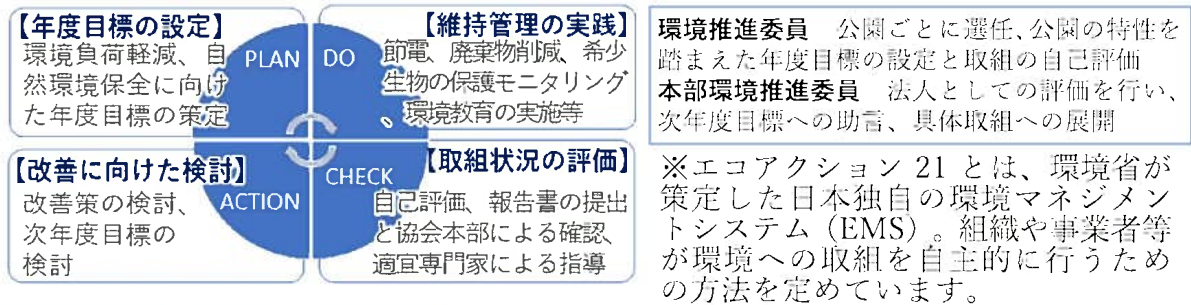 【年度目標の設定】
環境負荷軽減、自
然環境保全に向け
た年度目標の策定
PLAN
DO
【維持管理の実践】
節電、廃棄物削減、希少
生物の保護モニタリング
、環境教育の実施等
【改善に向けた検討】
改善策の検討、
次年度目標の
検討
ACTION
CHECK
【取組状況の評価】
自己評価、報告書の提出
と協会本部による確認、
適宜専門家による指導
環境推進委員 公園ごとに選任、公園の特性を
踏まえた年度目標の設定と取組の自己評価
本部環境推進委員 法人としての評価を行い、
次年度目標への助言、具体取組への展開
※エコアクション 21 とは、環境省が
策定した日本独自の環境マネジメン
トシステム（EMS）。組織や事業者等
が環境への取組を自主的に行うため
の方法を定めています。